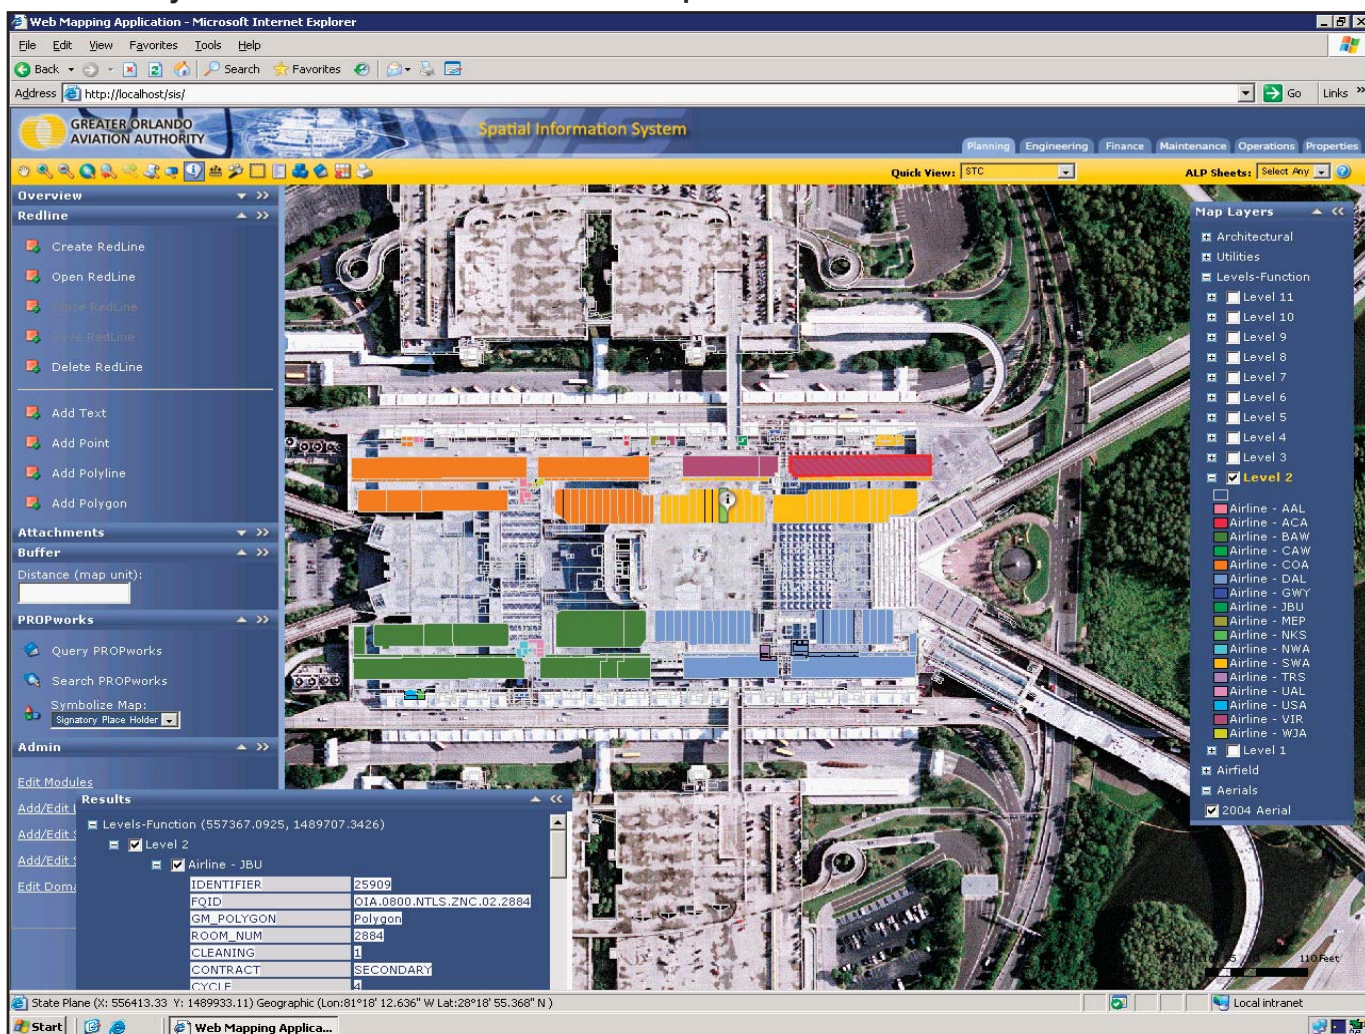 Web Mapping Application - Microsoft Internet Explorer
File Edit View Favorites Tools Help
Back Search Favorites
Address http://localhost/sis/ Go Links »
GREATER ORLANDO
AVIATION AUTHORITY
Spatial Information System
Planning Engineering Finance Maintenance Operations Properties
Quick View: STC ALP Sheets: Select Any
Overview
Redline
Create RedLine
Open RedLine
Close RedLine
Save RedLine
Delete RedLine
Add Text
Add Point
Add Polyline
Add Polygon
Attachments
Buffer
Distance (map unit):
PROPworks
Query PROPworks
Search PROPworks
Symbolize Map:
Signatory Place Holder
Admin
Edit Modules
Add/Edit
Add/Edit
Add/Edit
Edit
Map Layers
Architectural
Utilities
Levels-Function
Level 11
Level 10
Level 9
Level 8
Level 7
Level 6
Level 5
Level 4
Level 3
Level 2
Airline - AAL
Airline - ACA
Airline - BAW
Airline - CAW
Airline - COA
Airline - DAL
Airline - GWY
Airline - JBU
Airline - MEP
Airline - NKS
Airline - NWA
Airline - SWA
Airline - TRS
Airline - UAL
Airline - USA
Airline - VIR
Airline - WJA
Level 1
Airfield
Aerials
2004 Aerial
Results
Levels-Function (557367.0925, 1489707.3426)
Level 2
Airline - JBU
IDENTIFIER 25909
FQID OIA.0800.NTLS.ZNC.02.2884
GM_POLYGON Polygon
ROOM_NUM 2884
CLEANING 1
CONTRACT SECONDARY
CYCLE 4
110 Feet
State Plane (X: 556413.33 Y: 1489933.11) Geographic (Lon:81°18' 12.636" W Lat:28°18' 55.368" N )
Local intranet
Start Web Mapping Applica...